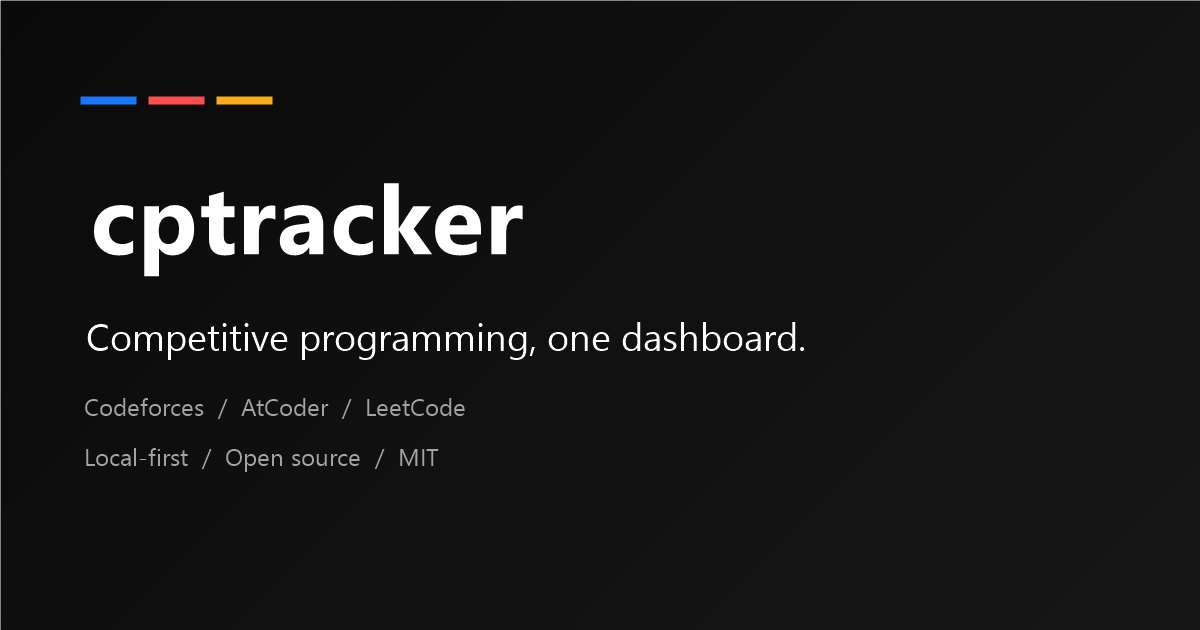 cptracker
Competitive programming, one dashboard.
Codeforces / AtCoder / LeetCode
Local-first / Open source / MIT